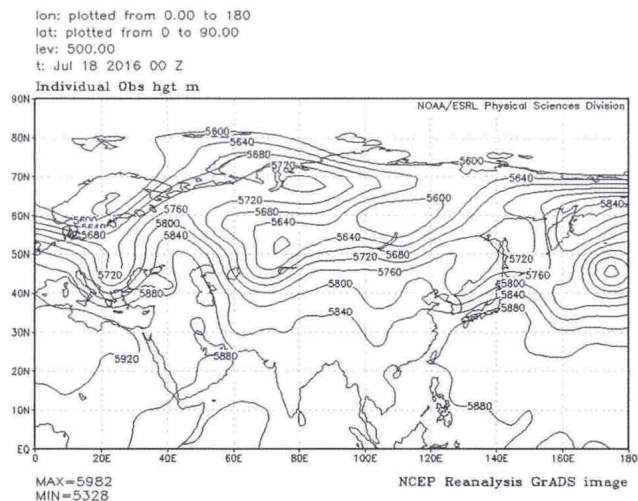 lon: plotted from 0.00 to 180
lat: plotted from 0 to 90.00
lev: 500.00
t: Jul 18 2016 00 Z
Individual Obs hgt m
NOAA/ESRL Physical Sciences Division
90N
80N
70N
60N
50N
40N
30N
20N
10N
EQ
5600
5640
5680
5720
5600
5640
5840
5760
5720
5680
5640
5600
5600
5640
5680
5800
5840
5640
5680
5720
5760
5720
5760
5720
5880
5800
5840
5800
5840
5880
5920
5880
5880
0
20E
40E
60E
80E
100E
120E
140E
160E
180
MAX=5982
MIN=5328
NCEP Reanalysis GrADS image